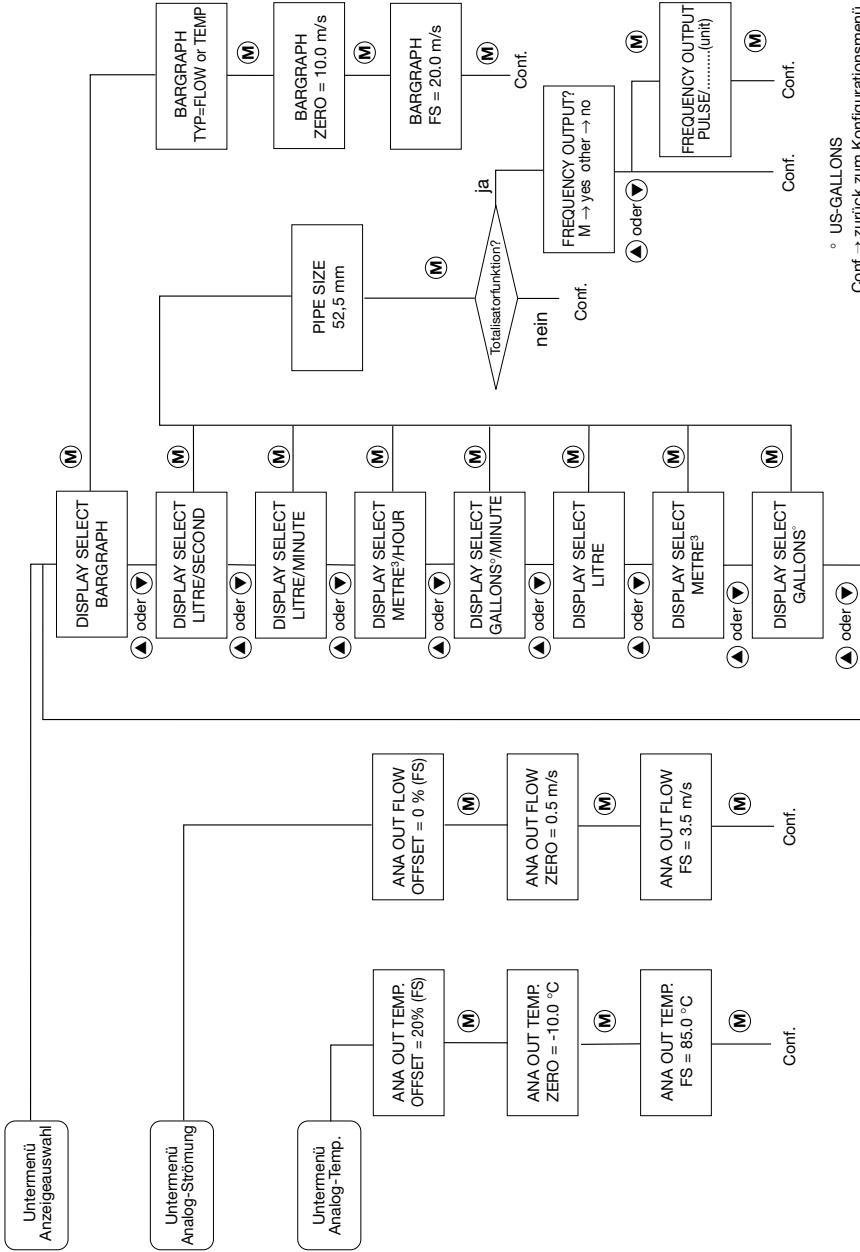 Untermenü
Anzeigeauswahl
DISPLAY SELECT
BARGRAPH
M
BARGRAPH
TYP=FLOW or TEMP
M
BARGRAPH
ZERO = 10.0 m/s
M
BARGRAPH
FS = 20.0 m/s
M
Conf.
▲ oder ▼
DISPLAY SELECT
LITRE/SECOND
M
▲ oder ▼
DISPLAY SELECT
LITRE/MINUTE
M
▲ oder ▼
DISPLAY SELECT
METRE³/HOUR
M
▲ oder ▼
DISPLAY SELECT
GALLONS°/MINUTE
M
▲ oder ▼
DISPLAY SELECT
LITRE
M
▲ oder ▼
DISPLAY SELECT
METRE³
M
▲ oder ▼
DISPLAY SELECT
GALLONS°
M
▲ oder ▼
PIPE SIZE
52,5 mm
M
Totalisatorfunktion?
nein
Conf.
ja
FREQUENCY OUTPUT?
M → yes other → no
▲ oder ▼
Conf.
M
FREQUENCY OUTPUT
PULSE/..........(unit)
M
Conf.
Untermenü
Analog-Strömung
ANA OUT FLOW
OFFSET = 0 % (FS)
M
ANA OUT FLOW
ZERO = 0.5 m/s
M
ANA OUT FLOW
FS = 3.5 m/s
M
Conf.
Untermenü
Analog-Temp.
ANA OUT TEMP.
OFFSET = 20% (FS)
M
ANA OUT TEMP.
ZERO = -10.0 °C
M
ANA OUT TEMP.
FS = 85.0 °C
M
Conf.
° US-GALLONS
Conf → zurück zum Konfigurationsmenü